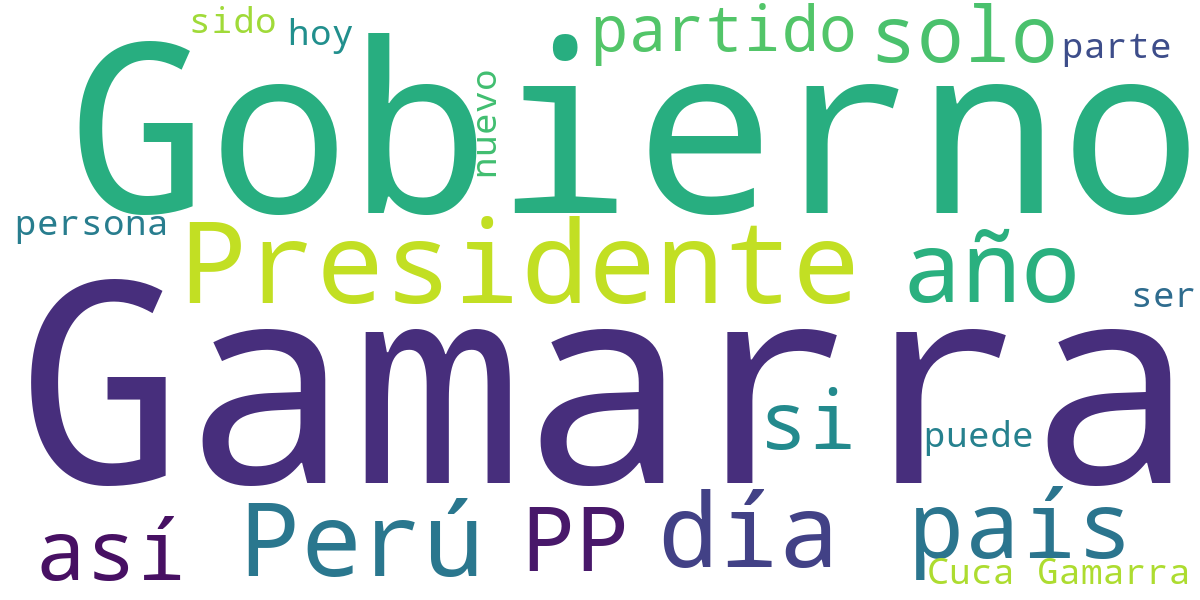 sido
hoy
partido
solo
parte
Gobierno
nuevo
persona
Presidente
año
ser
Gamarra
si
puede
así
Perú
PP
día
país
Cuca Gamarra